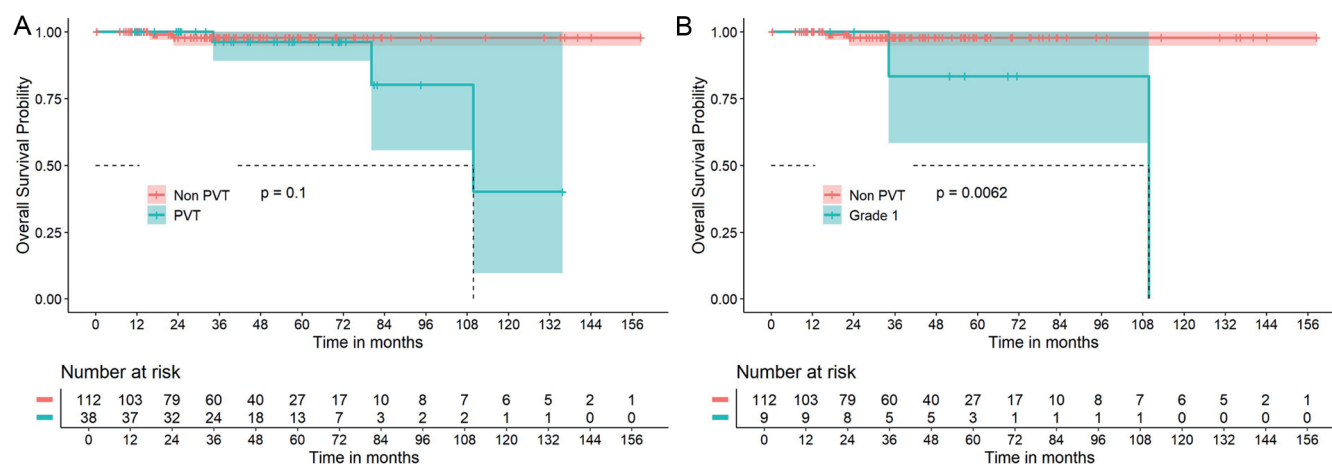 A
Overall Survival Probility
1.00
0.75
0.50
0.25
0.00
Non PVT
PVT
p = 0.1
0 12 24 36 48 60 72 84 96 108 120 132 144 156
Time in months
Number at risk
112 103 79 60 40 27 17 10 8 7 6 5 2 1
38 37 32 24 18 13 7 3 2 2 1 1 0 0
0 12 24 36 48 60 72 84 96 108 120 132 144 156
Time in months
B
Overall Survival Probility
1.00
0.75
0.50
0.25
0.00
Non PVT
Grade 1
p = 0.0062
0 12 24 36 48 60 72 84 96 108 120 132 144 156
Time in months
Number at risk
112 103 79 60 40 27 17 10 8 7 6 5 2 1
9 9 8 5 5 3 1 1 1 1 0 0 0 0
0 12 24 36 48 60 72 84 96 108 120 132 144 156
Time in months